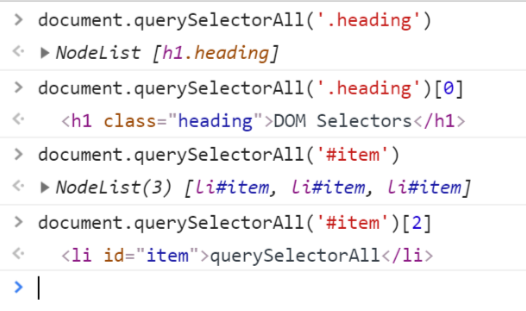 > document.querySelectorAll('.heading')
<· ▶ NodeList [h1.heading]
> document.querySelectorAll('.heading')[0]
<· <h1 class="heading">DOM Selectors</h1>
> document.querySelectorAll('#item')
<· ▶ NodeList(3) [li#item, li#item, li#item]
> document.querySelectorAll('#item')[2]
<· <li id="item">querySelectorAll</li>
>